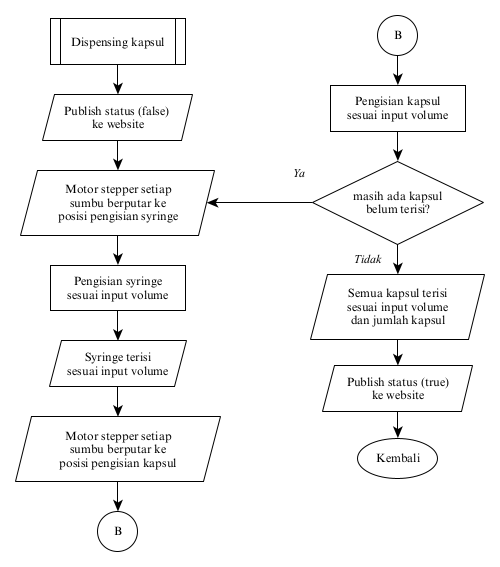 Dispensing kapsul
Publish status (false)
ke website
Motor stepper setiap
sumbu berputar ke
posisi pengisian syringe
Pengisian syringe
sesuai input volume
Syringe terisi
sesuai input volume
Motor stepper setiap
sumbu berputar ke
posisi pengisian kapsul
B
B
Pengisian kapsul
sesuai input volume
masih ada kapsul
belum terisi?
Ya
Tidak
Semua kapsul terisi
sesuai input volume
dan jumlah kapsul
Publish status (true)
ke website
Kembali